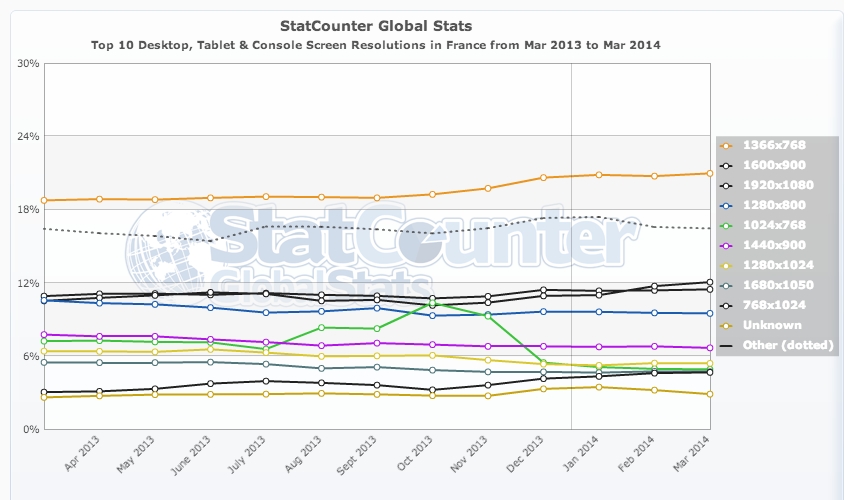 StatCounter Global Stats
Top 10 Desktop, Tablet & Console Screen Resolutions in France from Mar 2013 to Mar 2014
30%
24%
18%
12%
6%
0%
StatCounter
GlobalStats
1366x768
1600x900
1920x1080
1280x800
1024x768
1440x900
1280x1024
1680x1050
768x1024
Unknown
Other (dotted)
Apr 2013
May 2013
June 2013
July 2013
Aug 2013
Sept 2013
Oct 2013
Nov 2013
Dec 2013
Jan 2014
Feb 2014
Mar 2014